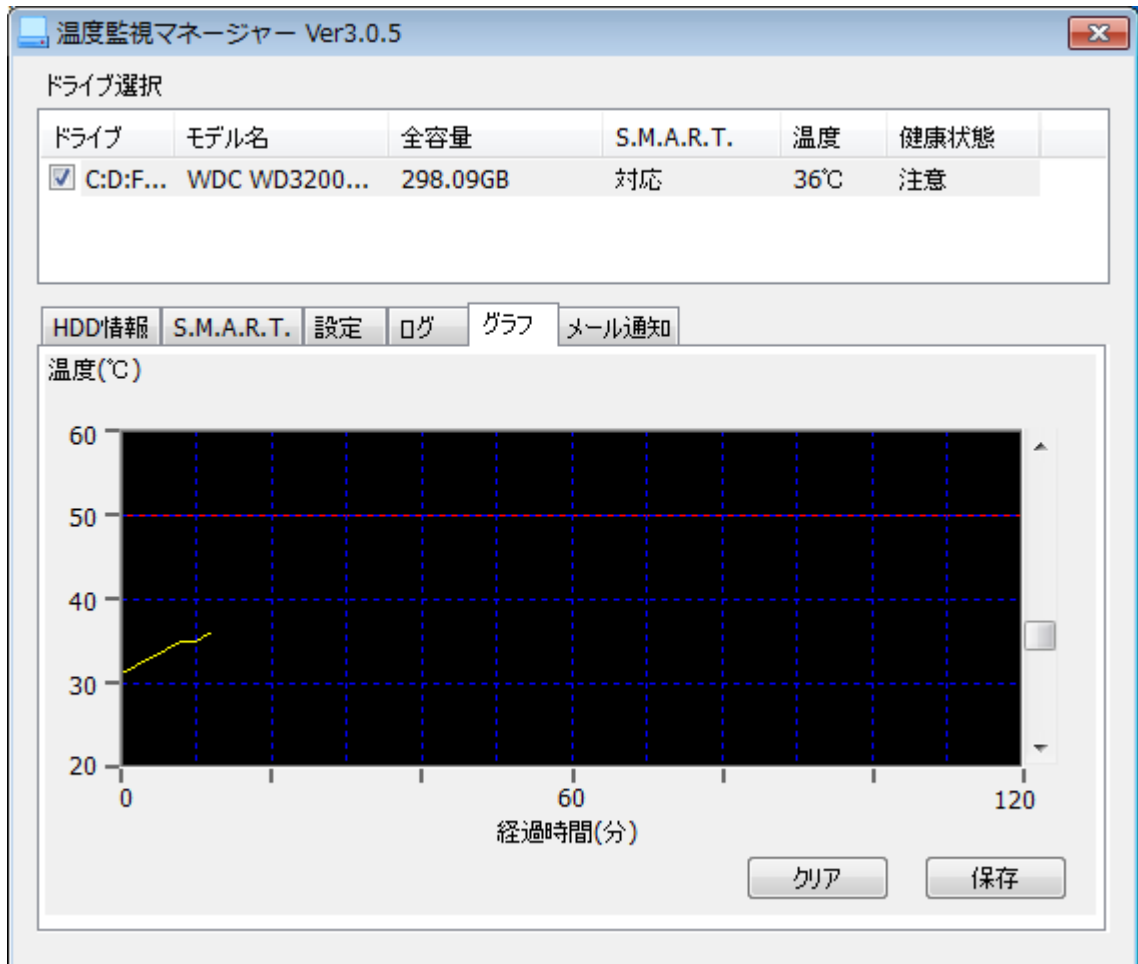 温度監視マネージャー Ver3.0.5
ドライブ選択
ドライブ モデル名 全容量 S.M.A.R.T. 温度 健康状態
C:D:F... WDC WD3200... 298.09GB 対応 36℃ 注意
HDD情報 S.M.A.R.T. 設定 ログ グラフ メール通知
温度(℃)
60
50
40
30
20
0 60 120
経過時間(分)
クリア 保存